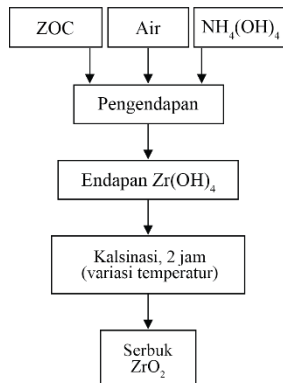 ZOC
Air
NH₄(OH)₄
Pengendapan
Endapan Zr(OH)₄
Kalsinasi, 2 jam
(variasi temperatur)
Serbuk
ZrO₂